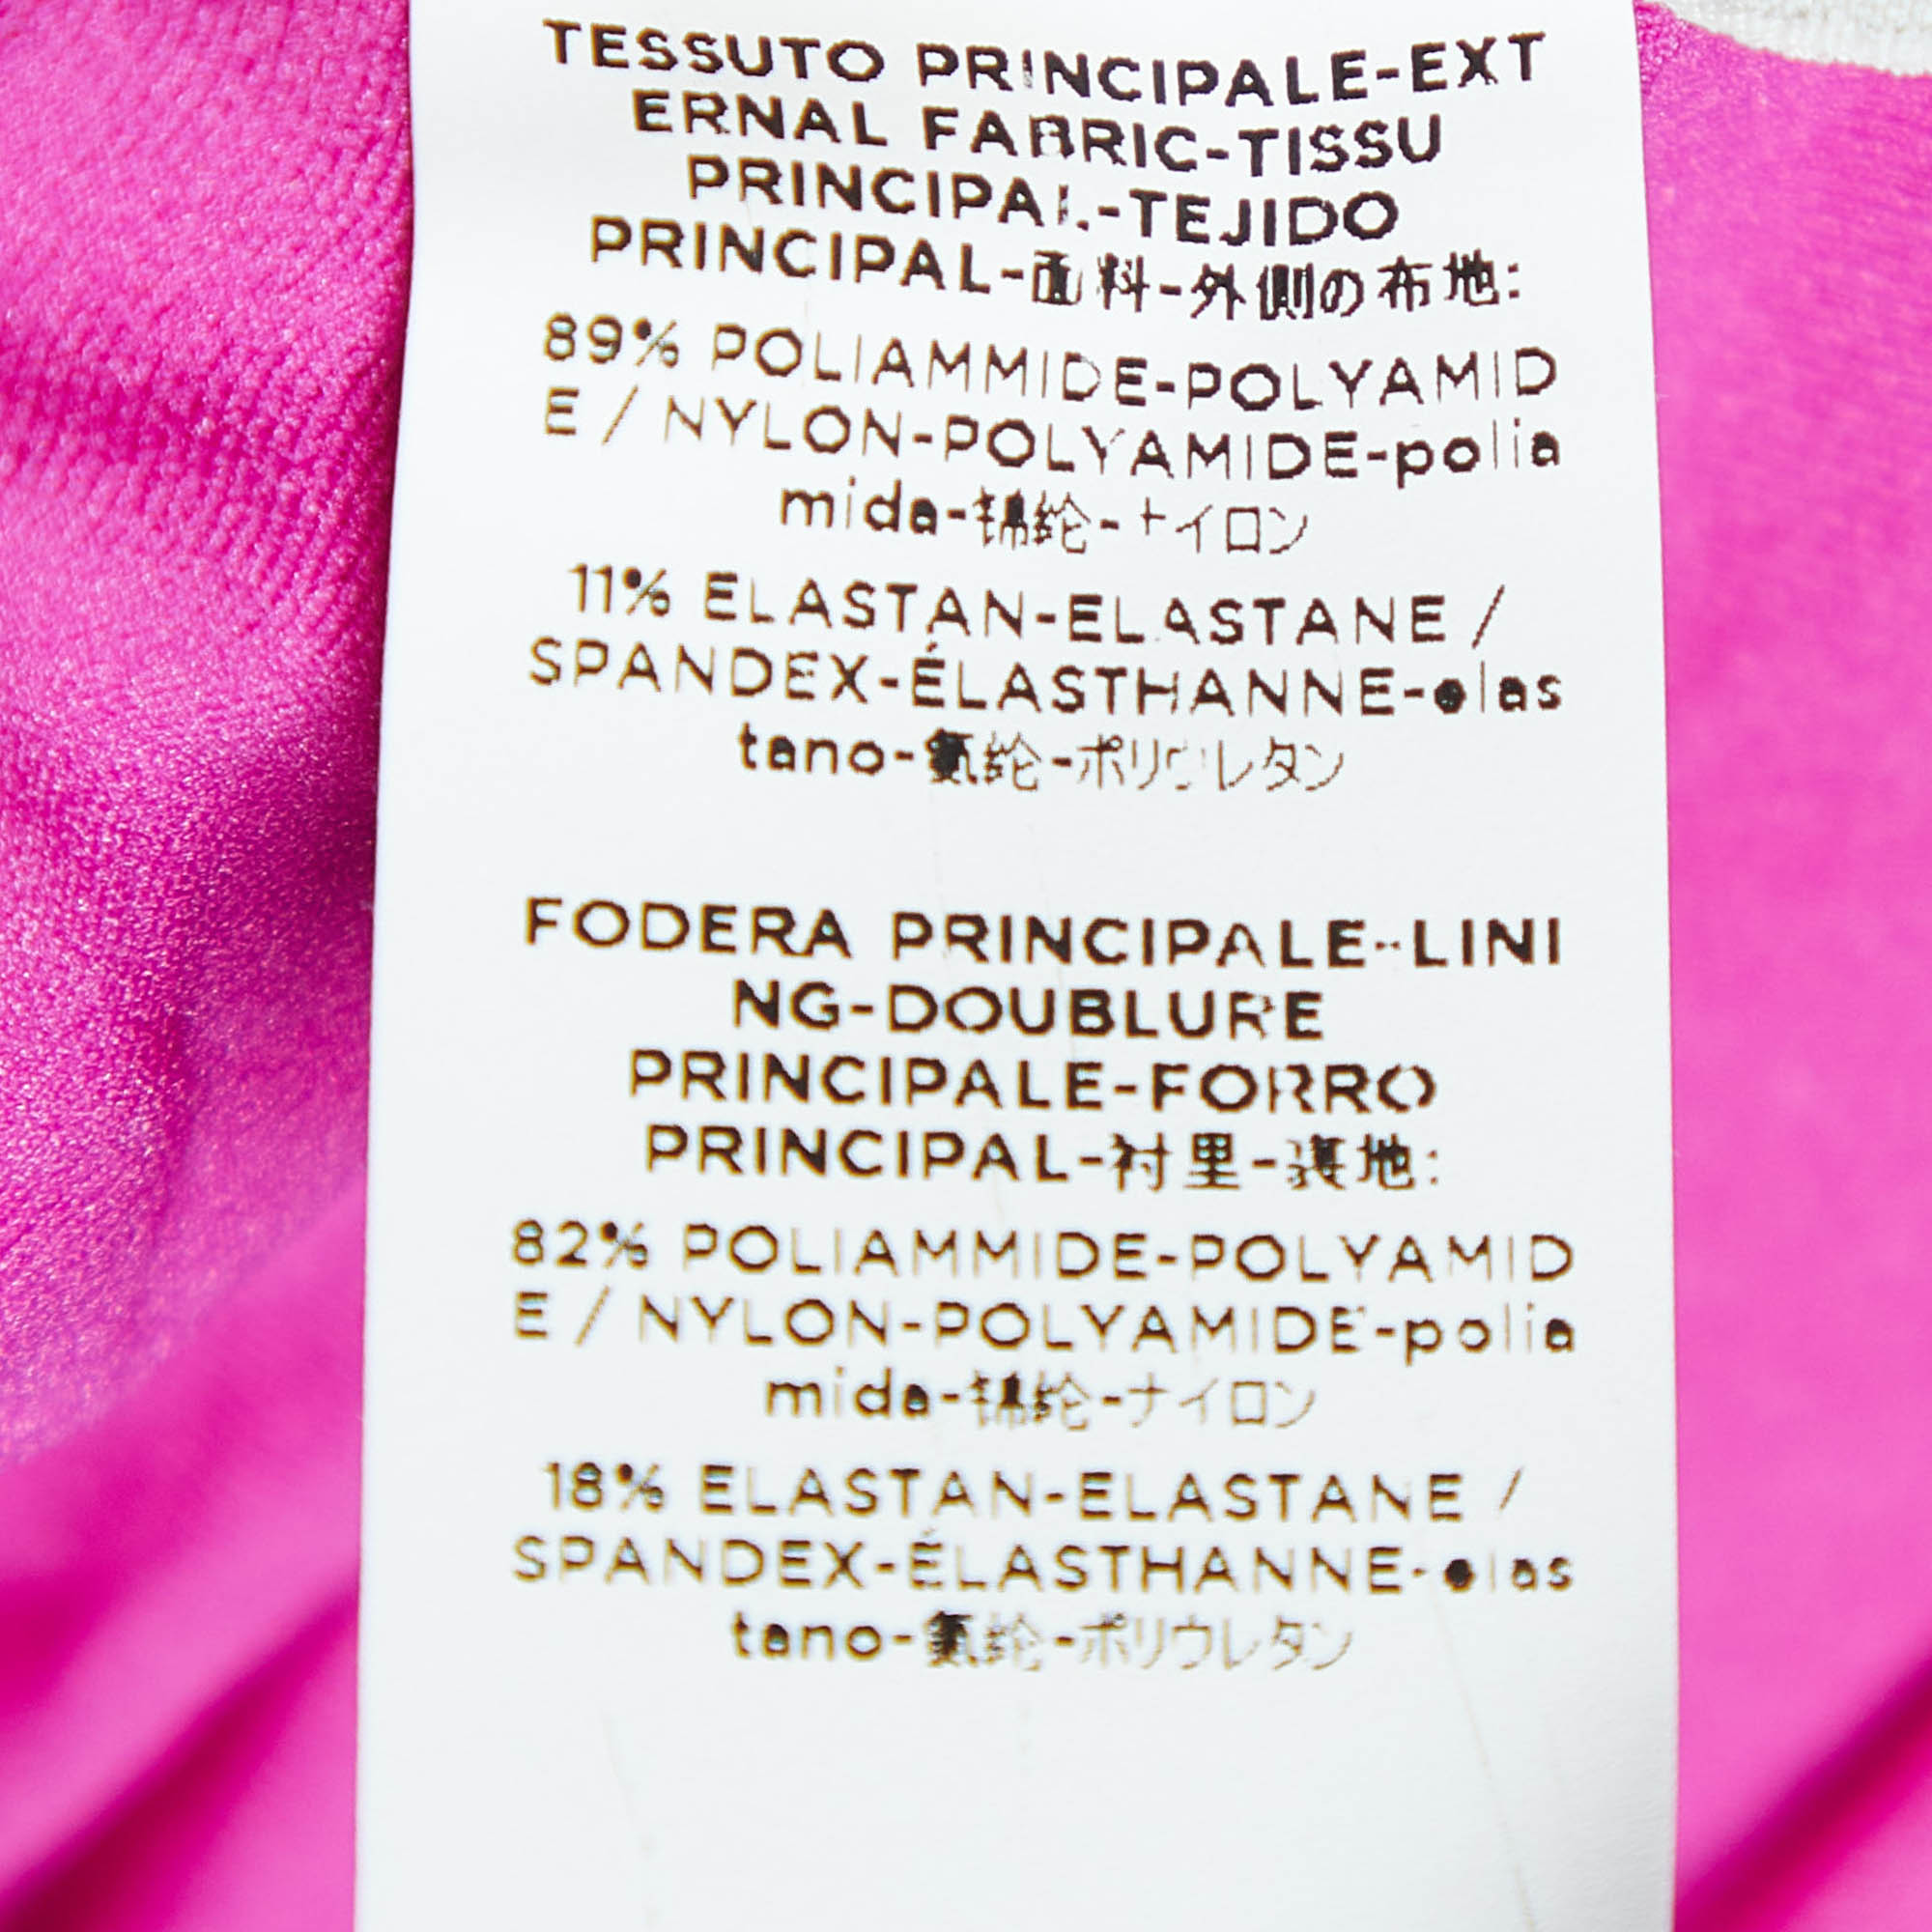 TESSUTO PRINCIPALE-EXT
ERNAL FABRIC-TISSU
PRINCIPAL-TEJIDO
PRINCIPAL-面料-外側の布地:
89% POLIAMMIDE-POLYAMID
E / NYLON-POLYAMIDE-polia
mida-锦纶-ナイロン
11% ELASTAN-ELASTANE /
SPANDEX-ÉLASTHANNE-elas
tano-氨纶-ポリウレタン
FODERA PRINCIPALE-LINI
NG-DOUBLURE
PRINCIPALE-FORRO
PRINCIPAL-衬里-裏地:
82% POLIAMMIDE-POLYAMID
E / NYLON-POLYAMIDE-polia
mida-锦纶-ナイロン
18% ELASTAN-ELASTANE /
SPANDEX-ÉLASTHANNE-elas
tano-氨纶-ポリウレタン